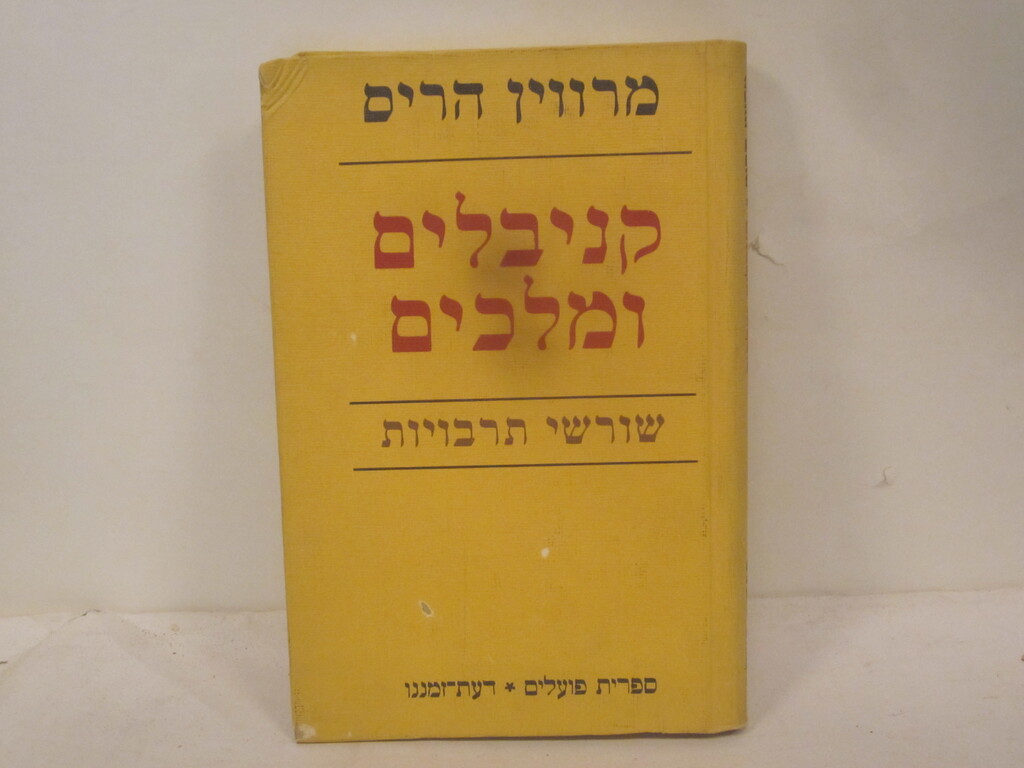 מרווין הריס
קניבלים
ומלכים
שורשי תרבויות
ספרית פועלים * דעת־זמננו